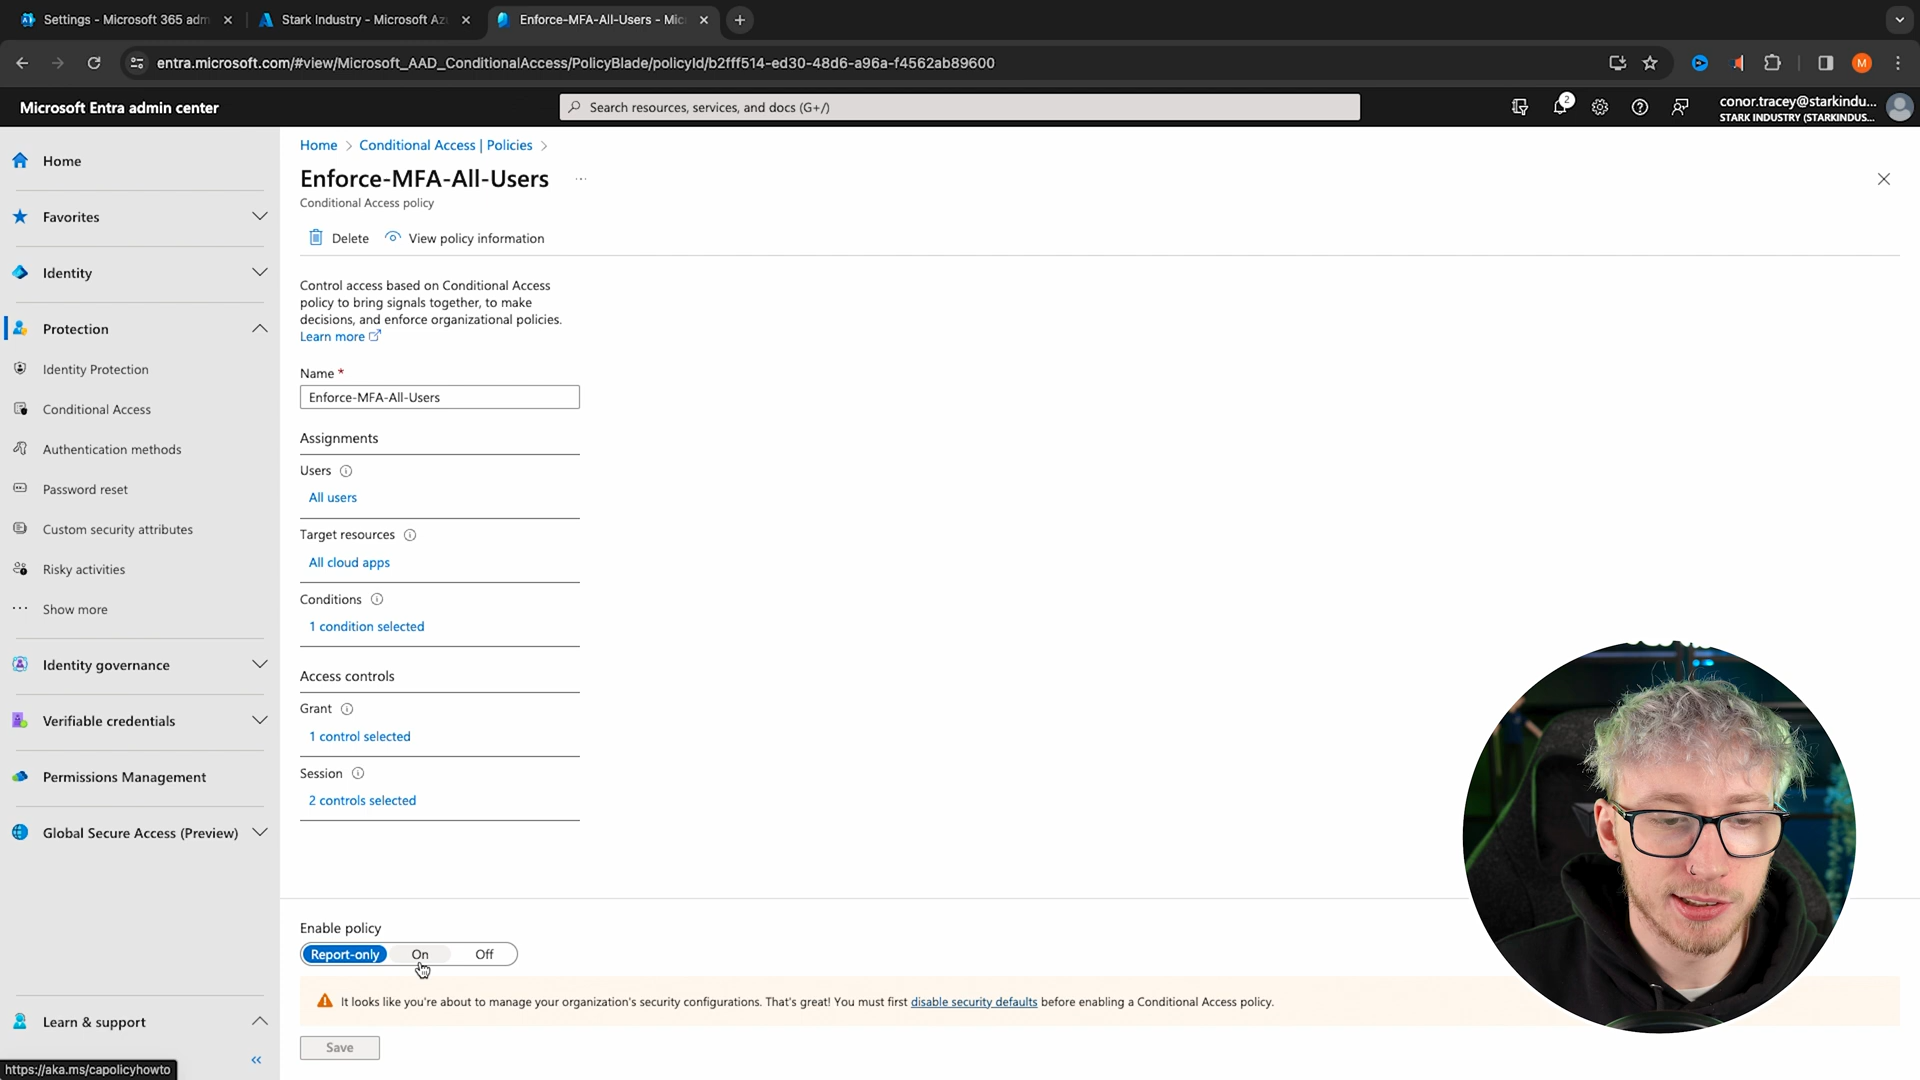 Settings - Microsoft 365 adm
Stark Industry - Microsoft Az
Enforce-MFA-All-Users - Mic
entra.microsoft.com/#view/Microsoft_AAD_ConditionalAccess/PolicyBlade/policyId/b2fff514-ed30-48d6-a96a-f4562ab89600
M
Microsoft Entra admin center
Search resources, services, and docs (G+/)
2
conor.tracey@starkindu...
STARK INDUSTRY (STARKINDUS...
Home
Favorites
Identity
Protection
Identity Protection
Conditional Access
Authentication methods
Password reset
Custom security attributes
Risky activities
Show more
Identity governance
Verifiable credentials
Permissions Management
Global Secure Access (Preview)
Learn & support
https://aka.ms/capolicyhowto
Home > Conditional Access | Policies >
Enforce-MFA-All-Users ...
Conditional Access policy
Delete
View policy information
Control access based on Conditional Access
policy to bring signals together, to make
decisions, and enforce organizational policies.
Learn more
Name *
Enforce-MFA-All-Users
Assignments
Users
All users
Target resources
All cloud apps
Conditions
1 condition selected
Access controls
Grant
1 control selected
Session
2 controls selected
Enable policy
Report-only On Off
It looks like you're about to manage your organization's security configurations. That's great! You must first disable security defaults before enabling a Conditional Access policy.
Save